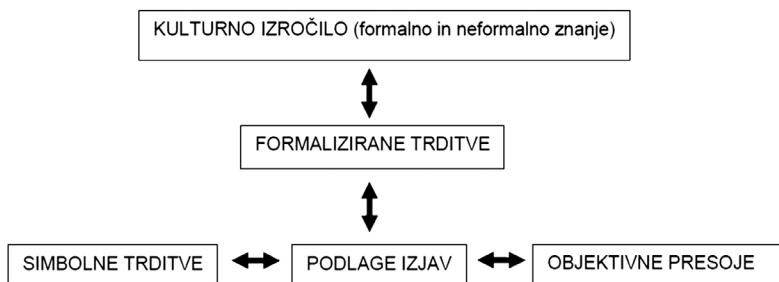 KULTURNO IZROČILO (formalno in neformalno znanje)
FORMALIZIRANE TRDITVE
SIMBOLNE TRDITVE
PODLAGE IZJAV
OBJEKTIVNE PRESOJE